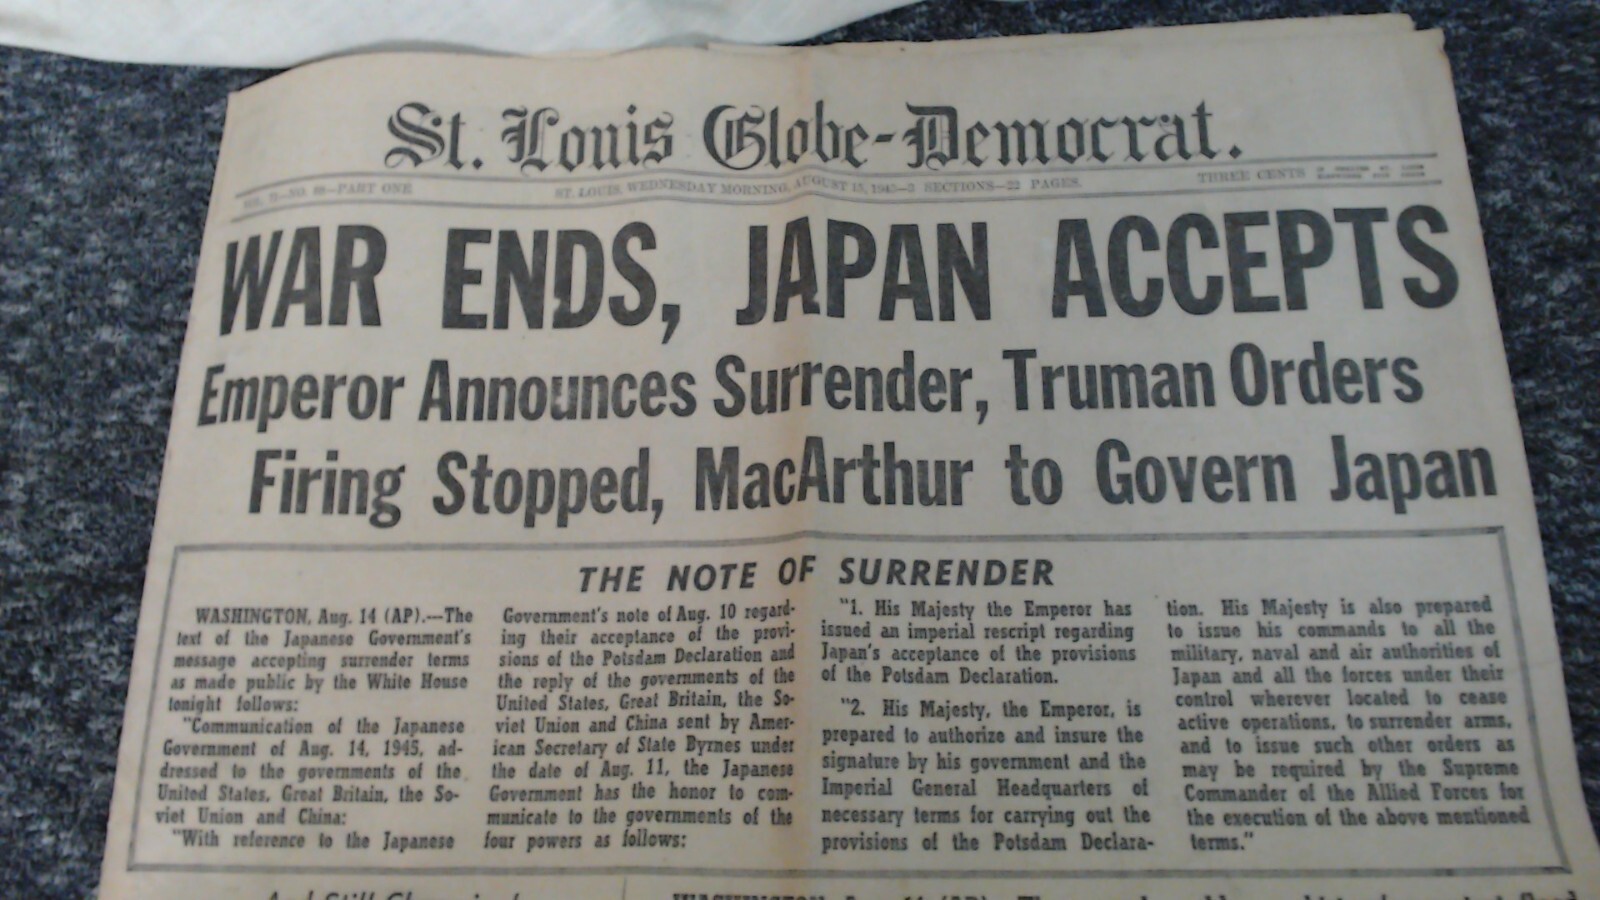 St. Louis Globe-Democrat.
PART ONE
ST. LOUIS, WEDNESDAY MORNING, AUGUST 15, 1945—2 SECTIONS—22 PAGES.
THREE CENTS
WAR ENDS, JAPAN ACCEPTS
Emperor Announces Surrender, Truman Orders
Firing Stopped, MacArthur to Govern Japan
THE NOTE OF SURRENDER
WASHINGTON, Aug. 14 (AP).—The
text of the Japanese Government's
message accepting surrender terms
as made public by the White House
tonight follows:
"Communication of the Japanese
Government of Aug. 14, 1945, ad-
dressed to the governments of the
United States, Great Britain, the So-
viet Union and China:
"With reference to the Japanese
Government's note of Aug. 10 regard-
ing their acceptance of the provi-
sions of the Potsdam Declaration and
the reply of the governments of the
United States, Great Britain, the So-
viet Union and China sent by Amer-
ican Secretary of State Byrnes under
the date of Aug. 11, the Japanese
Government has the honor to com-
municate to the governments of the
four powers as follows:
"1. His Majesty the Emperor has
issued an imperial rescript regarding
Japan's acceptance of the provisions
of the Potsdam Declaration.
"2. His Majesty, the Emperor, is
prepared to authorize and insure the
signature by his government and the
Imperial General Headquarters of
necessary terms for carrying out the
provisions of the Potsdam Declara-
tion. His Majesty is also prepared
to issue his commands to all the
military, naval and air authorities of
Japan and all the forces under their
control wherever located to cease
active operations, to surrender arms,
and to issue such other orders as
may be required by the Supreme
Commander of the Allied Forces for
the execution of the above mentioned
terms."
And Still
WASHINGTON, Aug. 14 (AP).—